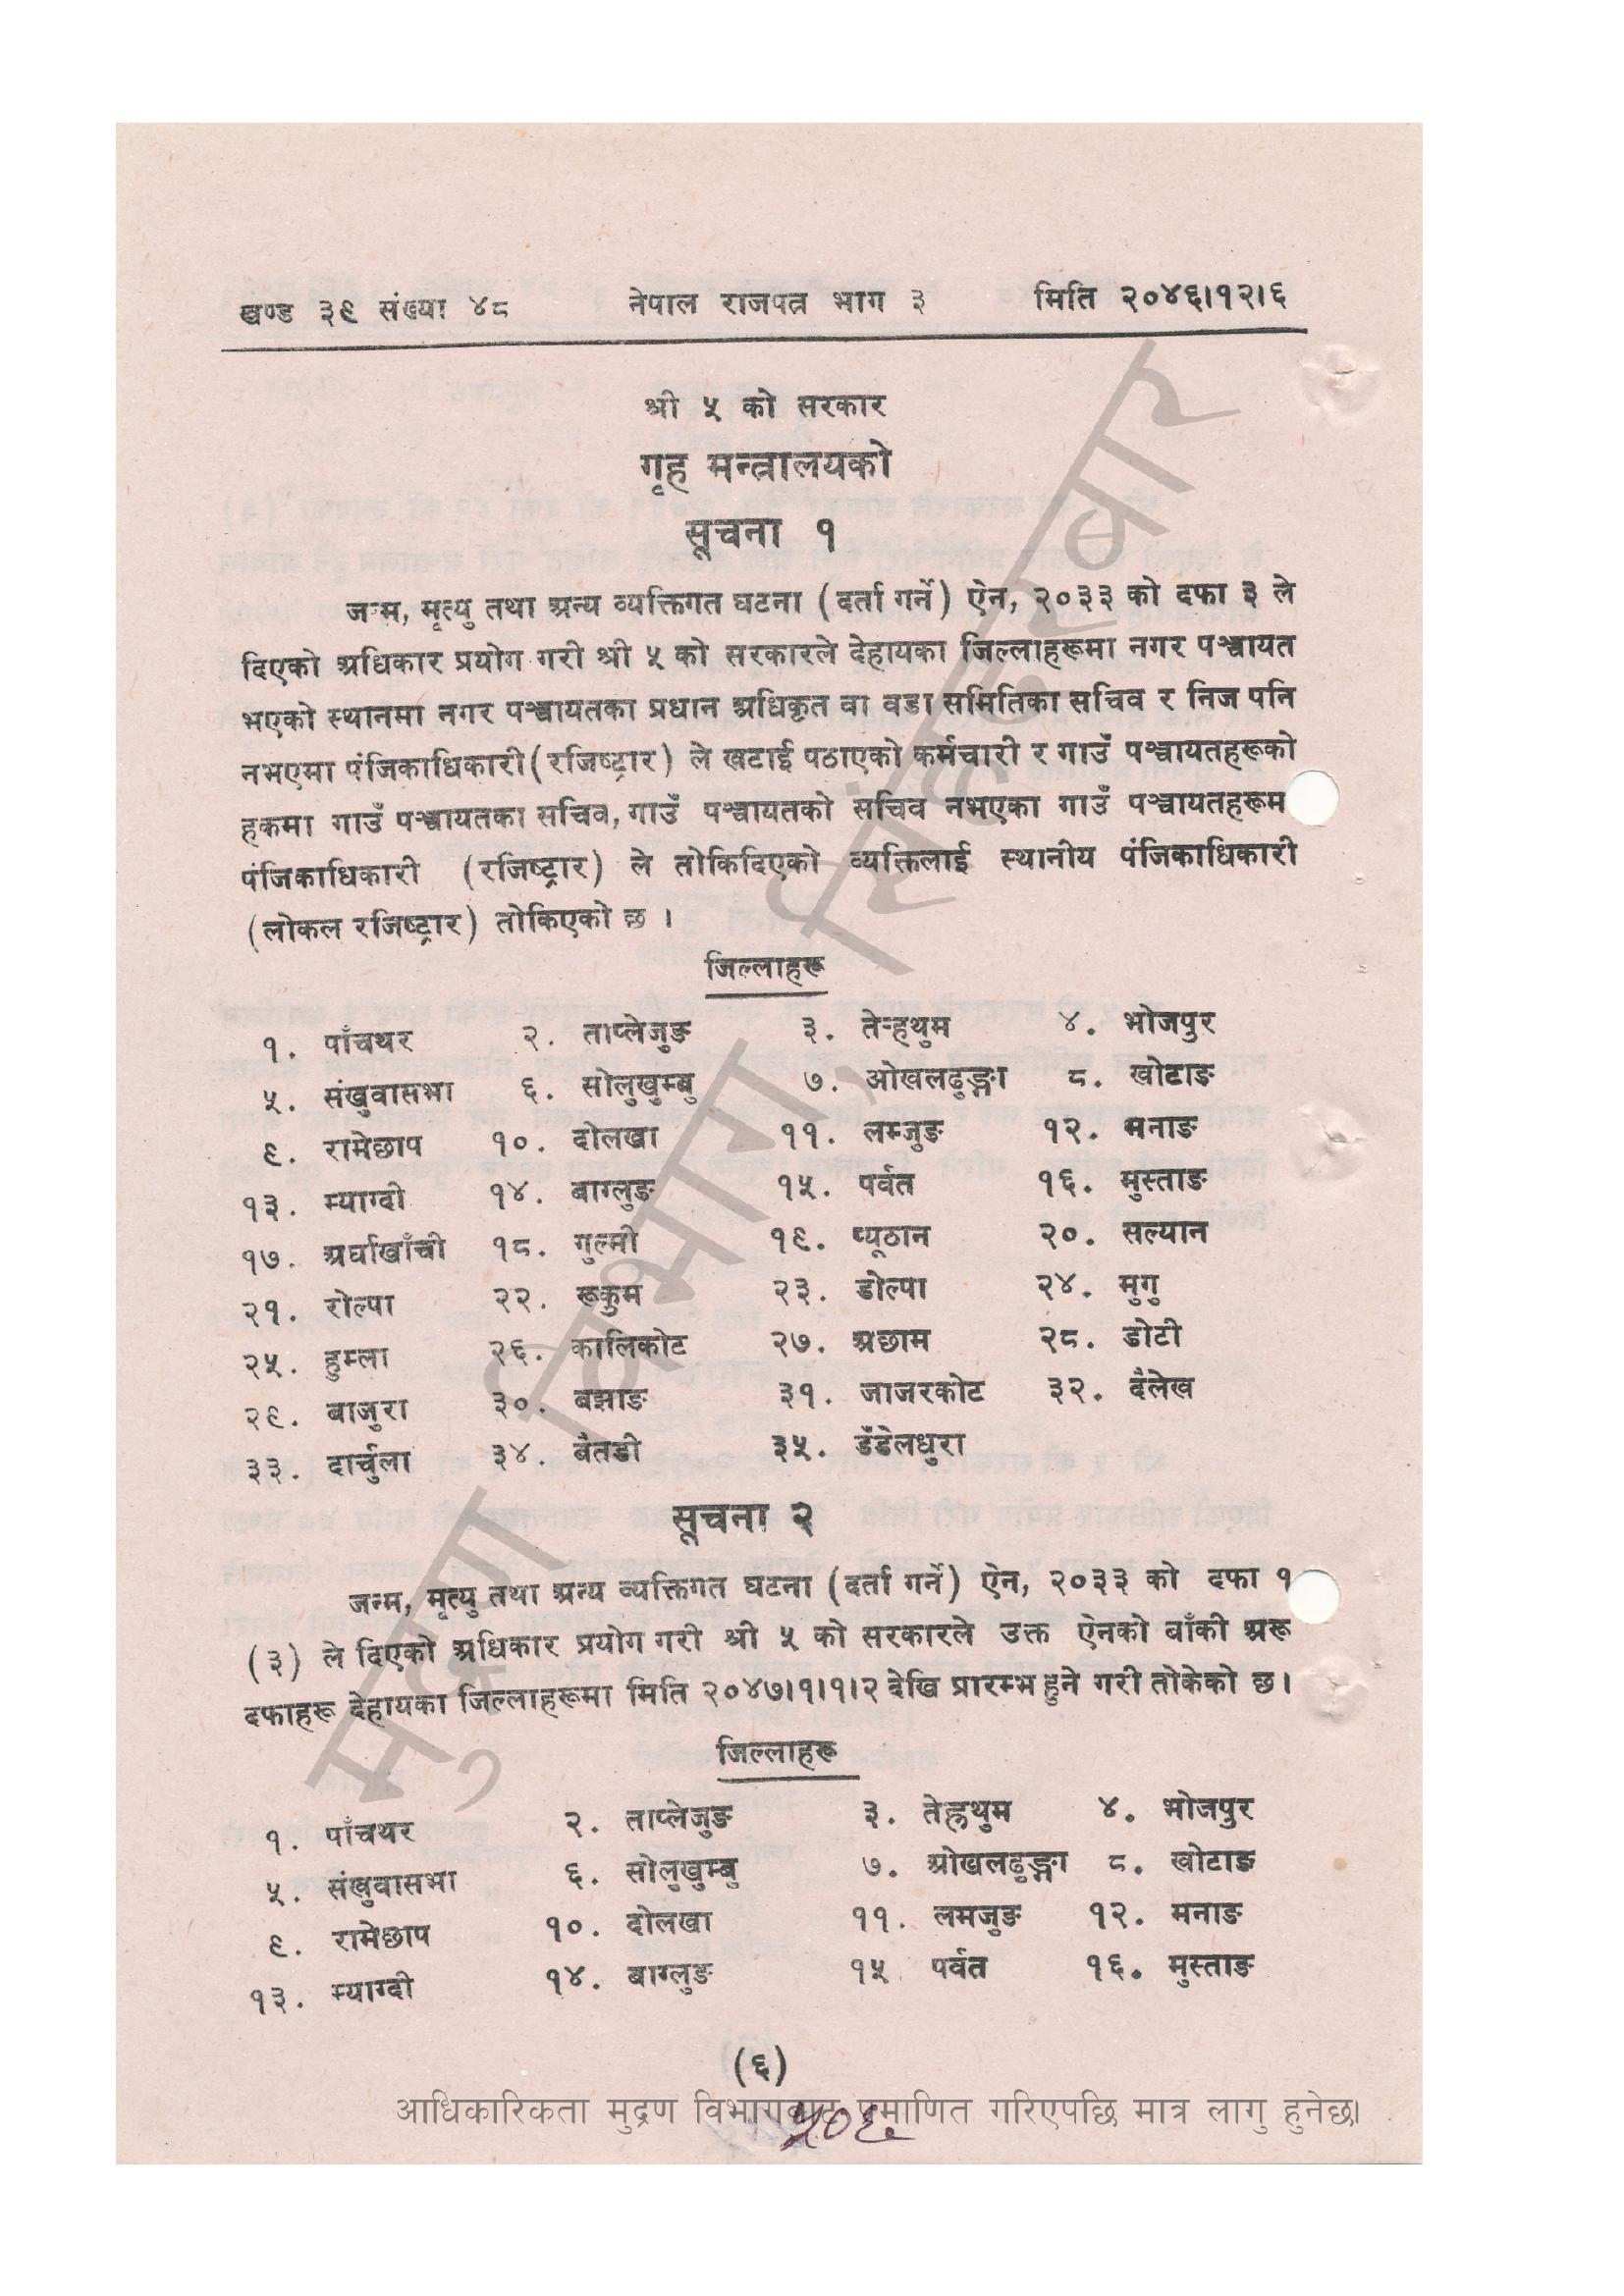 खण्ड ३९ संख्या ४८ नेपाल राजपत्र भाग ३ मिति २०४६।१२।६
श्री ५ को सरकार
गृह मन्त्रालयको
सूचना १
जन्म, मृत्यु तथा अन्य व्यक्तिगत घटना (दर्ता गर्ने) ऐन, २०३३ को दफा ३ ले
दिएको अधिकार प्रयोग गरी श्री ५ को सरकारले देहायका जिल्लाहरूमा नगर पञ्चायत
भएको स्थानमा नगर पञ्चायतका प्रधान अधिकृत वा वडा समितिका सचिव र निज पनि
नभएमा पंजिकाधिकारी (रजिष्ट्रार) ले खटाई पठाएको कर्मचारी र गाउँ पञ्चायतहरूको
हकमा गाउँ पञ्चायतका सचिव, गाउँ पञ्चायतको सचिव नभएका गाउँ पञ्चायतहरूम
पंजिकाधिकारी (रजिष्ट्रार) ले तोकिदिएको व्यक्तिलाई स्थानीय पंजिकाधिकारी
(लोकल रजिष्ट्रार) तोकिएको छ ।
जिल्लाहरू
१. पाँचथर २. ताप्लेजुङ ३. तेऱ्हथुम ४. भोजपुर
५. संखुवासभा ६. सोलुखुम्बु ७. ओखलढुङ्गा ८. खोटाङ
९. रामेछाप १०. दोलखा ११. लम्जुङ १२. मनाङ
१३. म्याग्दी १४. बाग्लुङ १५. पर्वत १६. मुस्ताङ
१७. अर्घाखाँची १८. गुल्मी १९. प्यूठान २०. सल्यान
२१. रोल्पा २२. रूकुम २३. डोल्पा २४. मुगु
२५. हुम्ला २६. कालिकोट २७. अछाम २८. डोटी
२९. बाजुरा ३०. बझाङ ३१. जाजरकोट ३२. दैलेख
३३. दार्चुला ३४. बैतडी ३५. डँडेलधुरा
सूचना २
जन्म, मृत्यु तथा अन्य व्यक्तिगत घटना (दर्ता गर्ने) ऐन, २०३३ को दफा १
(३) ले दिएको अधिकार प्रयोग गरी श्री ५ को सरकारले उक्त ऐनको बाँकी अरू
दफाहरू देहायका जिल्लाहरूमा मिति २०४७।१।१।२ देखि प्रारम्भ हुने गरी तोकेको छ।
जिल्लाहरू
१. पाँचथर २. ताप्लेजुङ ३. तेह्रथुम ४. भोजपुर
५. संखुवासभा ६. सोलुखुम्बु ७. ओखलढुङ्गा ८. खोटाङ
९. रामेछाप १०. दोलखा ११. लमजुङ १२. मनाङ
१३. म्याग्दी १४. बाग्लुङ १५ पर्वत १६. मुस्ताङ
(६)
आधिकारिकता मुद्रण विभागबाट प्रमाणित गरिएपछि मात्र लागु हुनेछ।
५०६
मुद्रण विभाग, सिंहदरबार